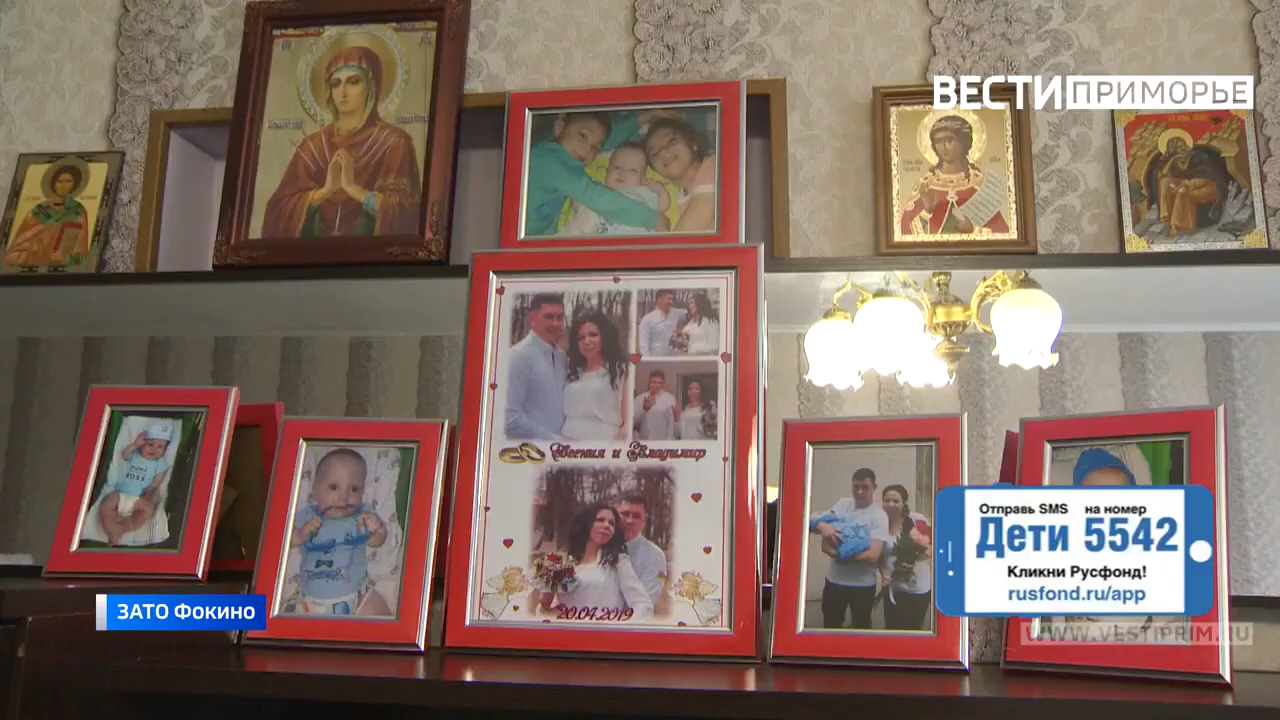 ВЕСТИ ПРИМОРЬЕ
Евгения и Владимир
20.04.2019
Отправь SMS на номер
Дети 5542
Кликни Русфонд!
rusfond.ru/app
ЗАТО Фокино
WWW.VESTIPRIM.RU